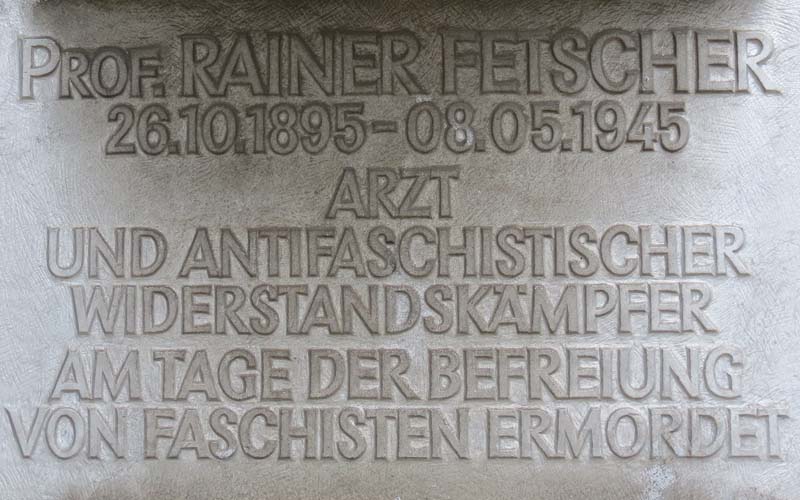 PROF. RAINER FETSCHER
26.10.1895-08.05.1945
ARZT
UND ANTIFASCHISTISCHER
WIDERSTANDSKÄMPFER
AM TAGE DER BEFREIUNG
VON FASCHISTEN ERMORDET